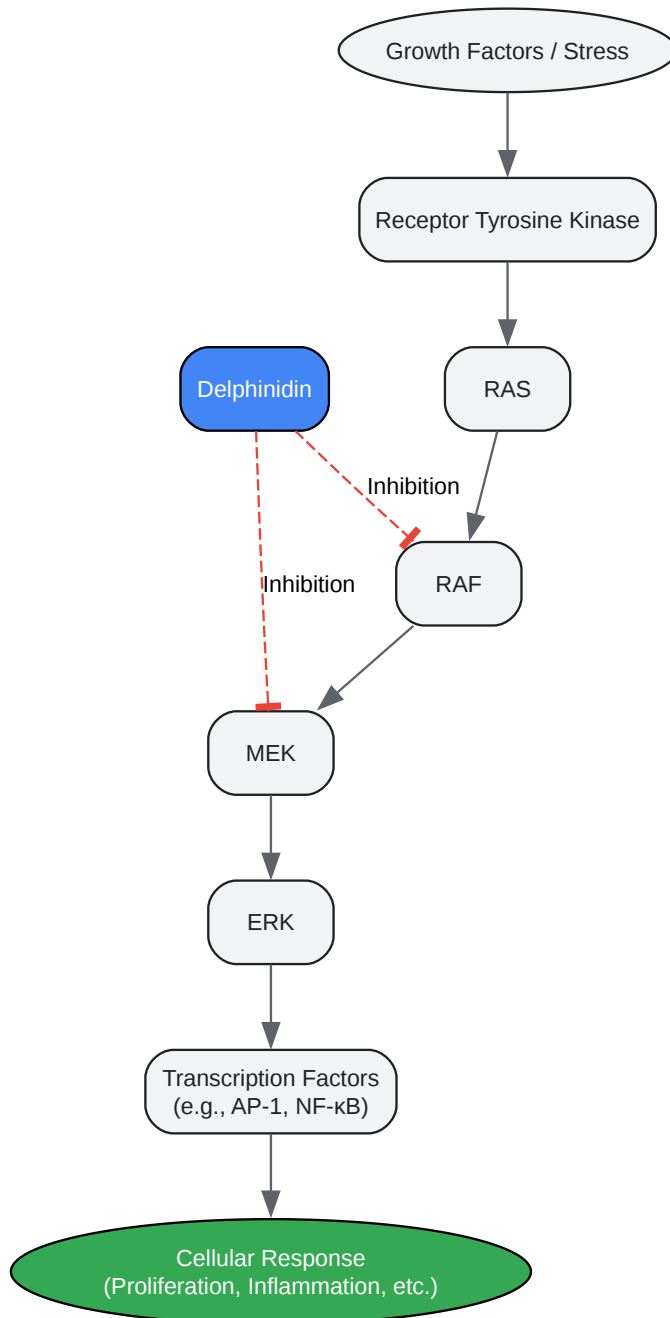 Growth Factors / Stress
Receptor Tyrosine Kinase
Delphinidin
RAS
Inhibition
RAF
Inhibition
MEK
ERK
Transcription Factors
(e.g., AP-1, NF-κB)
Cellular Response
(Proliferation, Inflammation, etc.)